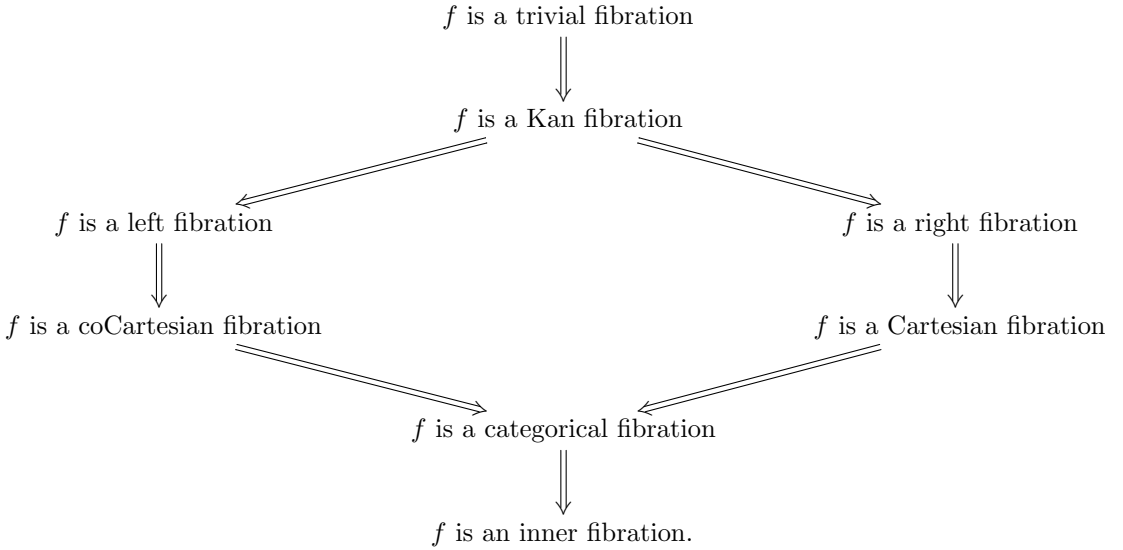 f is a trivial fibration
f is a Kan fibration
f is a left fibration
f is a right fibration
f is a coCartesian fibration
f is a Cartesian fibration
f is a categorical fibration
f is an inner fibration.